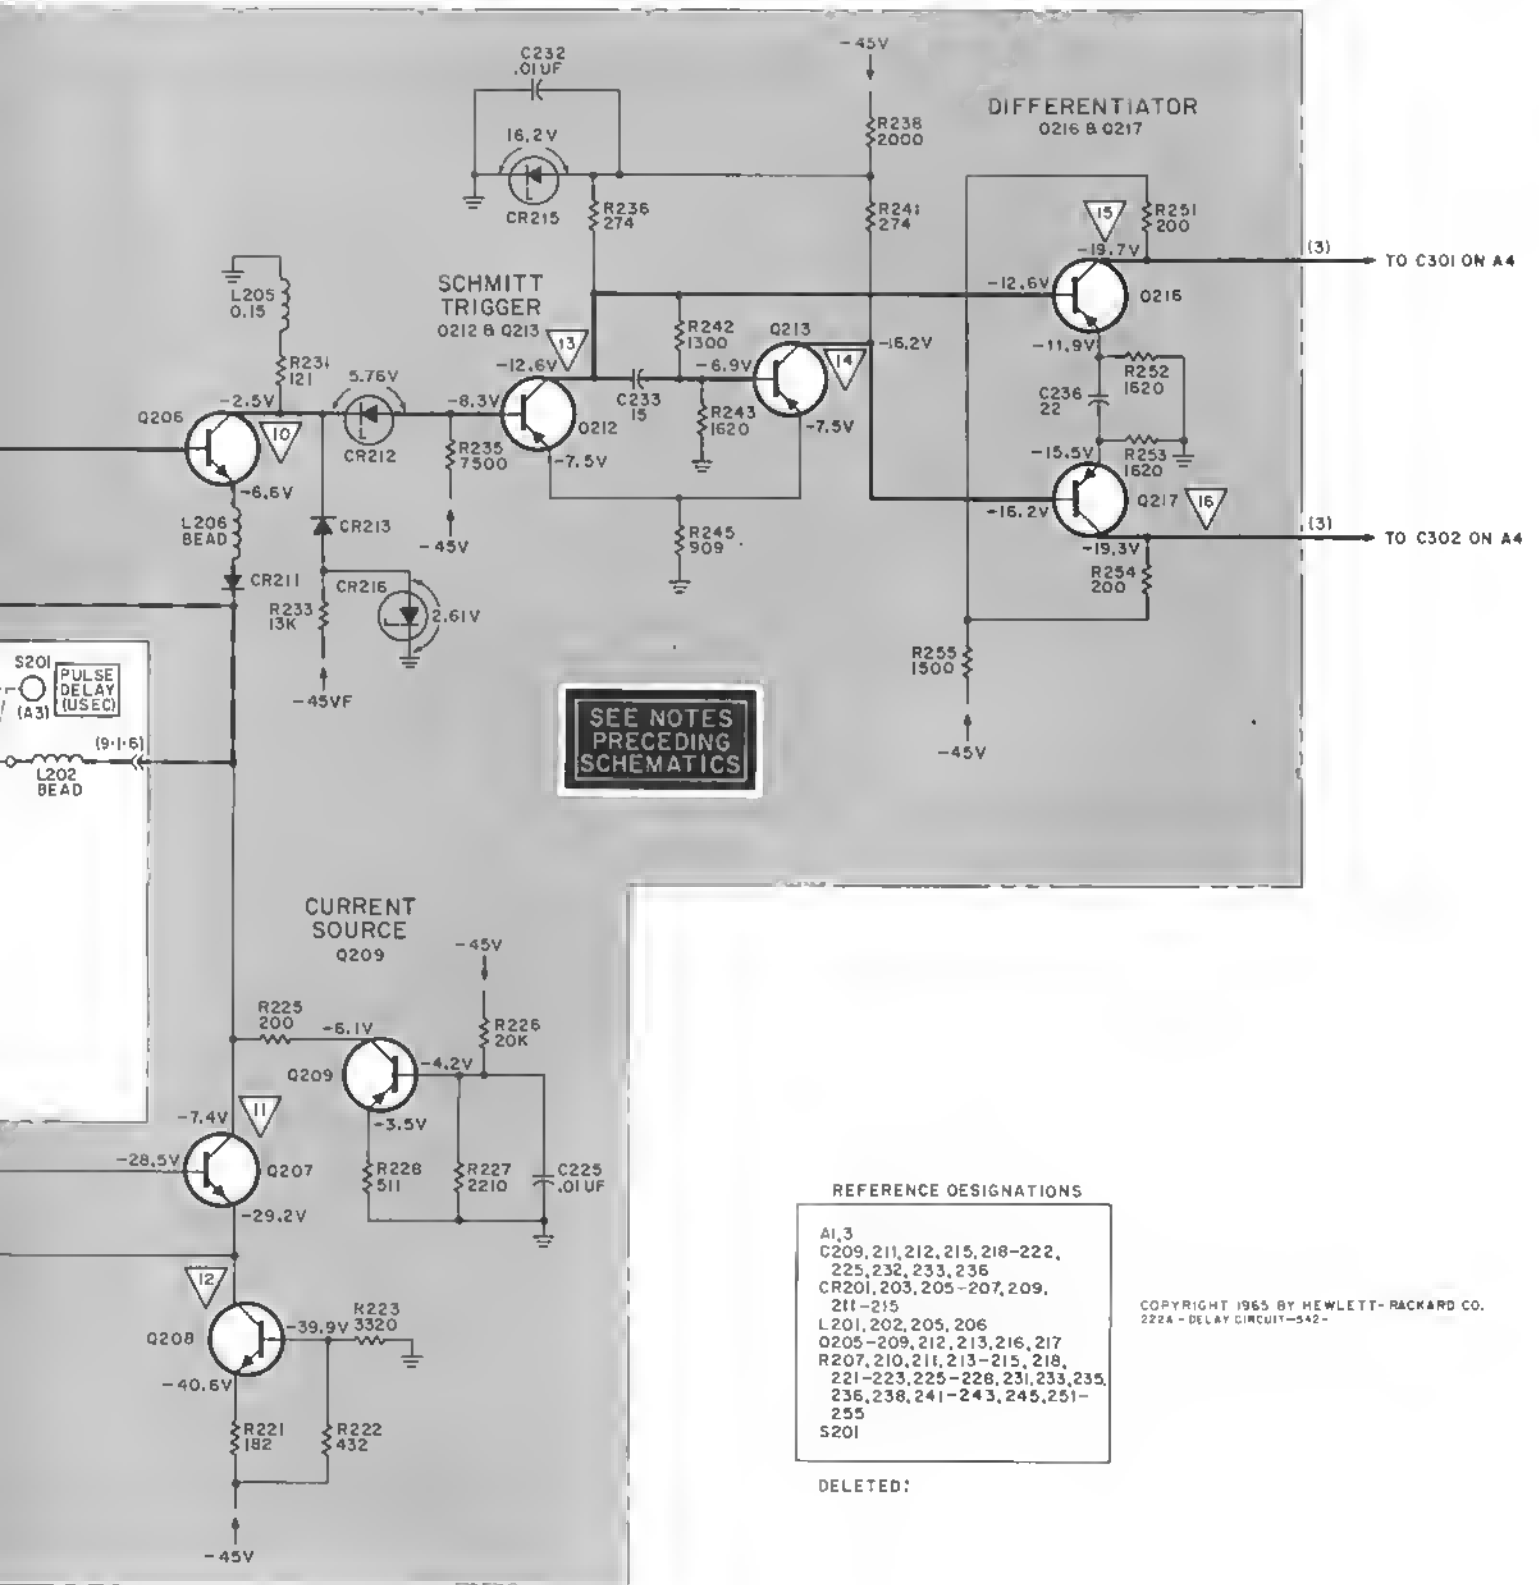 C232
.01UF
-45V
16.2V
R238
2000
DIFFERENTIATOR
Q216 & Q217
CR215
R236
274
R241
274
15
R251
200
-19.7V
(3)
TO C301 ON A4
L205
0.15
SCHMITT
TRIGGER
Q212 & Q213
13
-12.6V
Q216
R242
1300
Q213
14
-16.2V
-11.9V
R231
121
5.76V
-12.6V
-6.9V
R252
1620
C236
22
Q206
-2.5V
10
-8.3V
C233
15
R243
1620
-7.5V
Q212
CR212
R235
7500
-7.5V
-15.5V
R253
1620
Q217
16
-6.6V
-16.2V
L206
BEAD
CR213
-45V
R245
909
-19.3V
(3)
TO C302 ON A4
R254
200
CR211
CR216
R233
13K
2.61V
R255
1500
S201
(A3)
PULSE
DELAY
(USEC)
-45VF
SEE NOTES
PRECEDING
SCHEMATICS
-45V
(9·1·6)
L202
BEAD
CURRENT
SOURCE
Q209
-45V
R225
200
-6.1V
R226
20K
Q209
-4.2V
11
-7.4V
-3.5V
-28.5V
Q207
R228
511
R227
2210
C225
.01UF
-29.2V
12
R223
3320
-39.9V
Q208
-40.6V
R221
182
R222
432
-45V
REFERENCE DESIGNATIONS
A1,3
C209,211,212,215,218-222,
225,232,233,236
CR201,203,205-207,209,
211-215
L201,202,205,206
Q205-209,212,213,216,217
R207,210,211,213-215,218,
221-223,225-228,231,233,235,
236,238,241-243,245,251-
255
S201
DELETED:
COPYRIGHT 1965 BY HEWLETT-PACKARD CO.
222A-DELAY CIRCUIT-542-